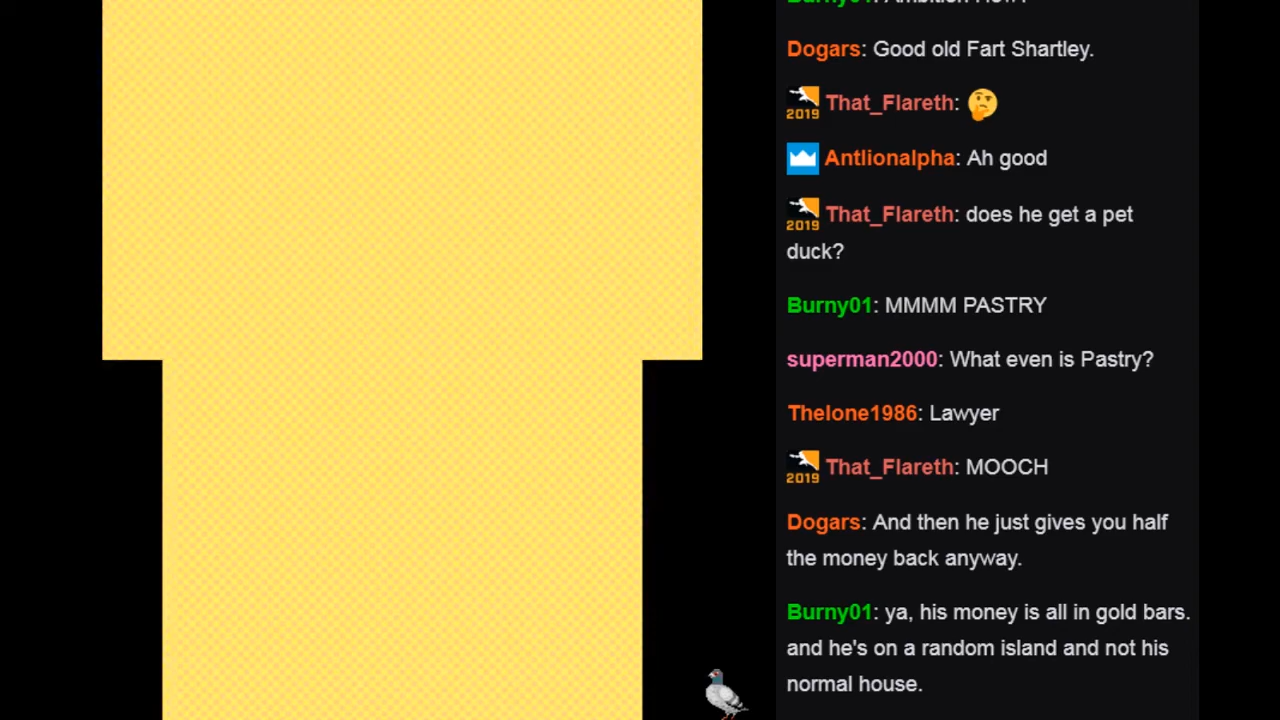 Dogars: Good old Fart Shartley.
2019 That_Flareth:
Antlionalpha: Ah good
2019 That_Flareth: does he get a pet
duck?
Burny01: MMMM PASTRY
superman2000: What even is Pastry?
Thelone1986: Lawyer
2019 That_Flareth: MOOCH
Dogars: And then he just gives you half
the money back anyway.
Burny01: ya, his money is all in gold bars.
and he's on a random island and not his
normal house.